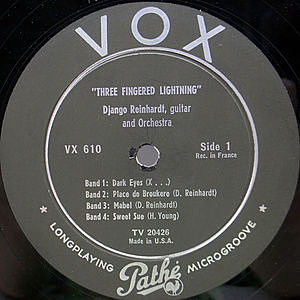 VOX
"THREE FINGERED LIGHTNING"
Django Reinhardt, guitar
and Orchestra
VX 610
Side 1
Rec. in France
Band 1: Dark Eyes (X . . .)
Band 2: Place de Broukere (D. Reinhardt)
Band 3: Mabel (D. Reinhardt)
Band 4: Sweet Sue (H. Young)
TV 20426
Made in U.S.A.
LONGPLAYING Pathé MICROGROOVE